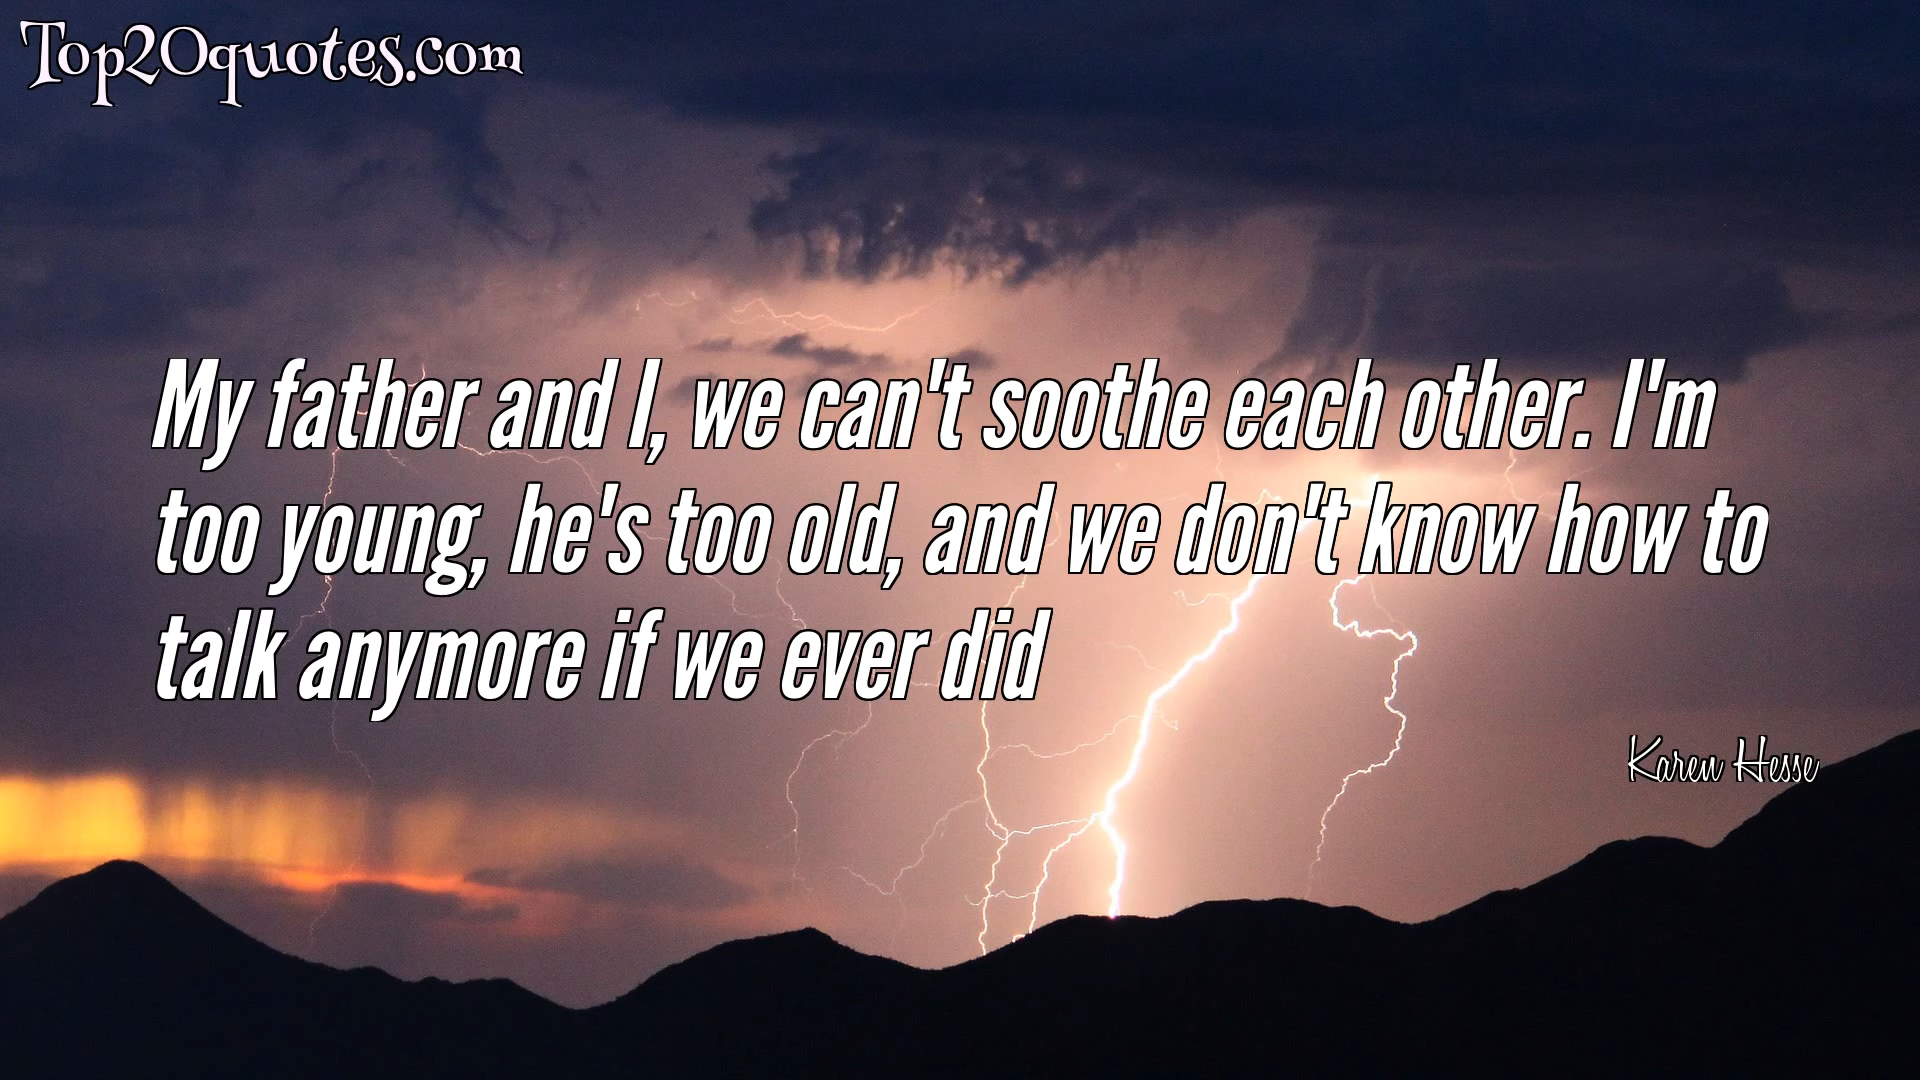 Top20quotes.com
My father and I, we can't soothe each other. I'm
too young, he's too old, and we don't know how to
talk anymore if we ever did
Karen Hesse